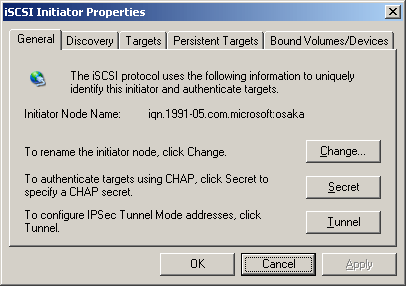 iSCSI Initiator Properties
General Discovery Targets Persistent Targets Bound Volumes/Devices
The iSCSI protocol uses the following information to uniquely
identify this initiator and authenticate targets.
Initiator Node Name: iqn.1991-05.com.microsoft:osaka
To rename the initiator node, click Change. Change...
To authenticate targets using CHAP, click Secret to
specify a CHAP secret. Secret
To configure IPSec Tunnel Mode addresses, click
Tunnel. Tunnel
OK Cancel Apply